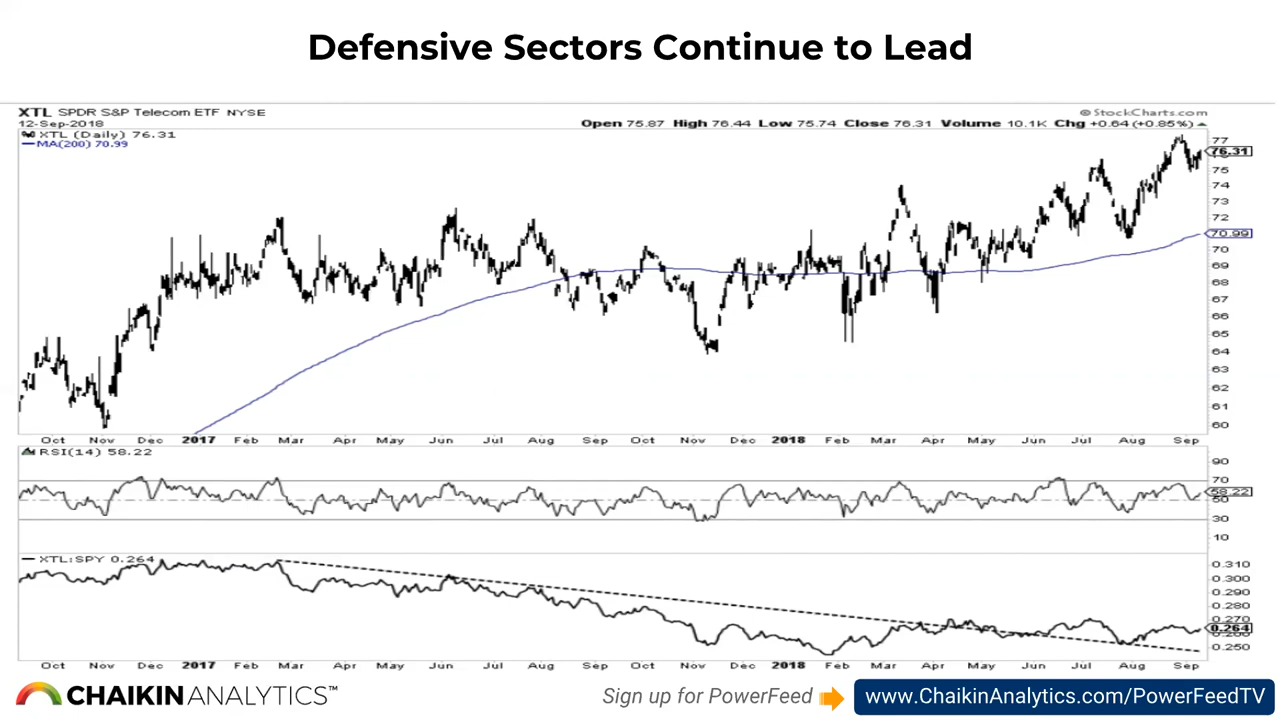 Defensive Sectors Continue to Lead
XTL SPDR S&P Telecom ETF NYSE
© StockCharts.com
12-Sep-2018
Open 75.87 High 76.44 Low 75.74 Close 76.31 Volume 10.1K Chg +0.64 (+0.85%)
XTL (Daily) 76.31
MA(200) 70.99
77
76.31
75
74
73
72
70.99
70
69
68
67
66
65
64
63
62
61
60
Oct Nov Dec 2017 Feb Mar Apr May Jun Jul Aug Sep Oct Nov Dec 2018 Feb Mar Apr May Jun Jul Aug Sep
RSI(14) 58.22
90
70
58.22
50
30
10
XTL:SPY 0.264
0.310
0.300
0.290
0.280
0.270
0.264
0.260
0.250
Oct Nov Dec 2017 Feb Mar Apr May Jun Jul Aug Sep Oct Nov Dec 2018 Feb Mar Apr May Jun Jul Aug Sep
CHAIKIN ANALYTICS™
Sign up for PowerFeed
www.ChaikinAnalytics.com/PowerFeedTV